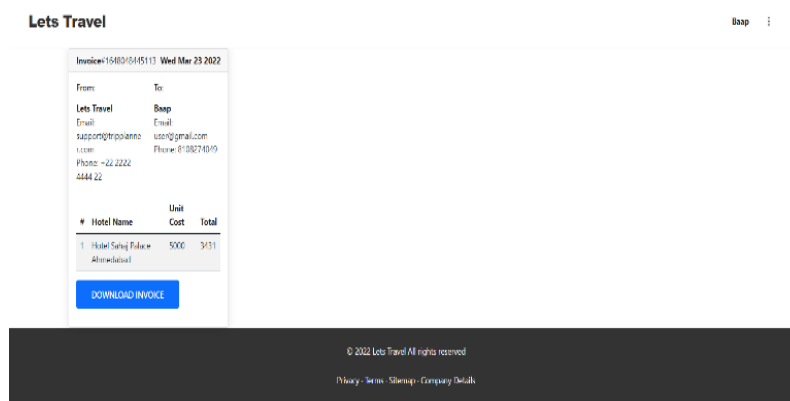 Lets Travel
Baap
Invoice#1648048445113 Wed Mar 23 2022
From: To:
Lets Travel Baap
Email: Email:
support@tripplanne user@gmail.com
r.com Phone: 8108274049
Phone: +22 2222
4444 22
# Hotel Name Unit Cost Total
1 Hotel Sahaj Palace 5000 3431
Ahmedabad
DOWNLOAD INVOICE
© 2022 Lets Travel All rights reserved
Privacy - Terms - Sitemap - Company Details